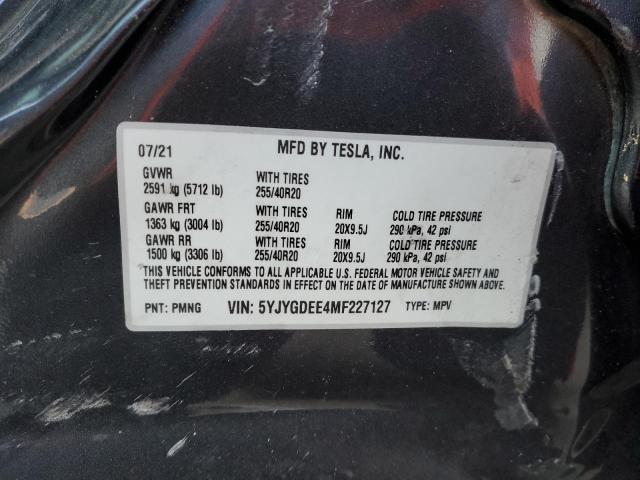 07/21 MFD BY TESLA, INC.
GVWR WITH TIRES
2591 kg (5712 lb) 255/40R20
GAWR FRT WITH TIRES RIM COLD TIRE PRESSURE
1363 kg (3004 lb) 255/40R20 20X9.5J 290 kPa, 42 psi
GAWR RR WITH TIRES RIM COLD TIRE PRESSURE
1500 kg (3306 lb) 255/40R20 20X9.5J 290 kPa, 42 psi
THIS VEHICLE CONFORMS TO ALL APPLICABLE U.S. FEDERAL MOTOR VEHICLE SAFETY AND
THEFT PREVENTION STANDARDS IN EFFECT ON THE DATE OF MANUFACTURE SHOWN ABOVE.
PNT: PMNG VIN: 5YJYGDEE4MF227127 TYPE: MPV